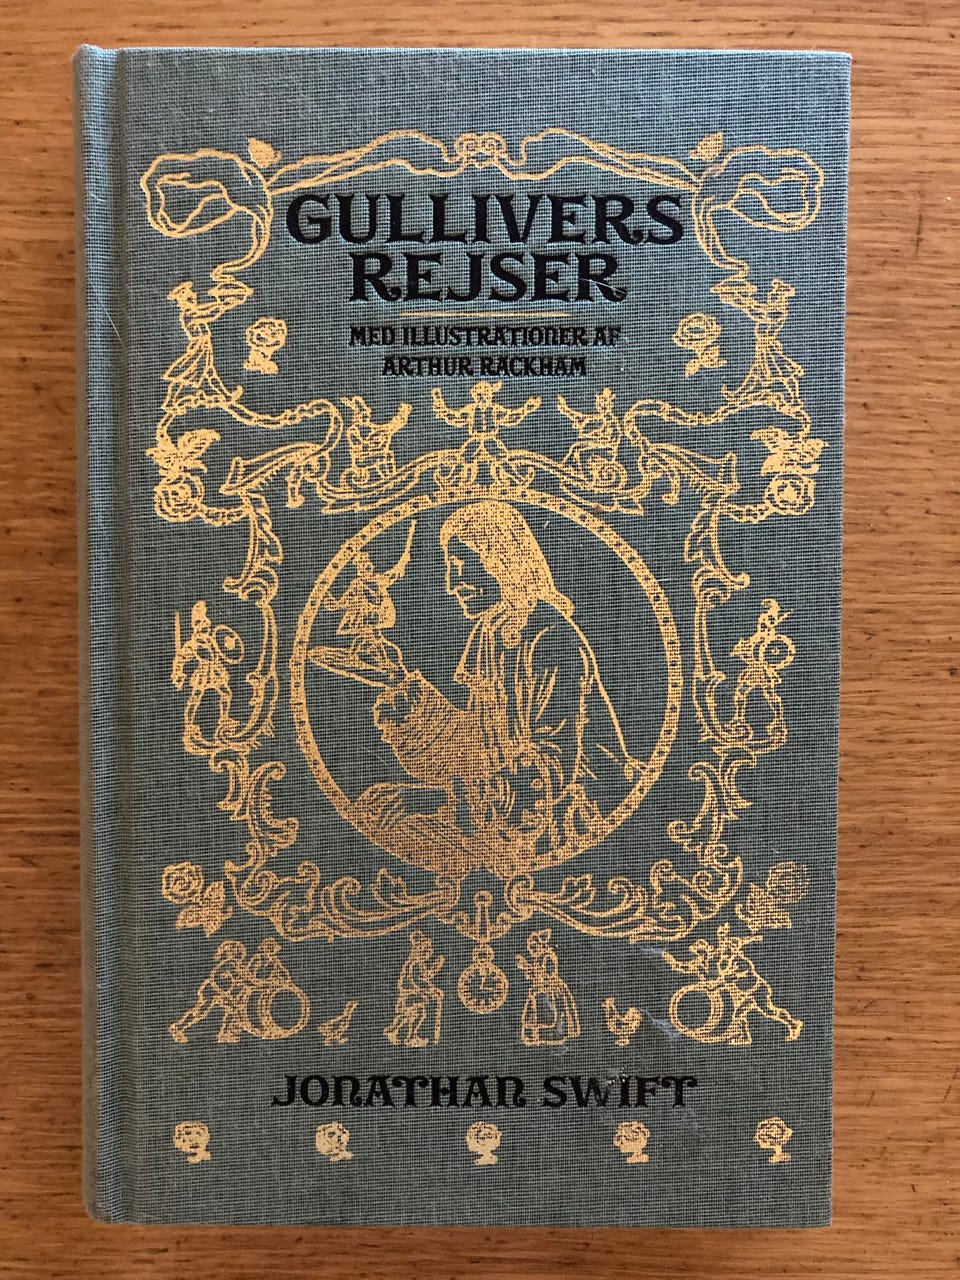 GULLIVERS
REJSER
MED ILLUSTRATIONER AF
ARTHUR RACKHAM
JONATHAN SWIFT